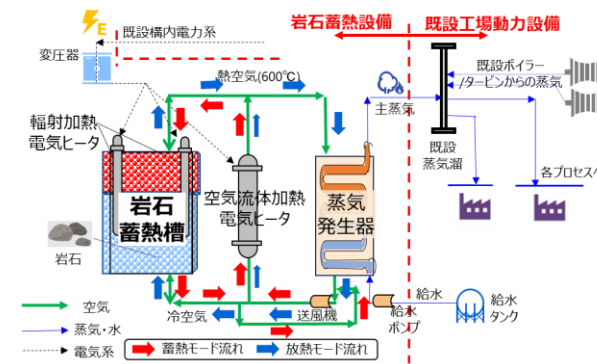 岩石蓄熱設備
既設工場動力設備
E
既設構内電力系
変圧器
熱空気(600℃)
主蒸気
既設ボイラー
/タービンからの蒸気
輻射加熱
電気ヒータ
既設
蒸気溜
各プロセスへ
岩石
蓄熱槽
空気流体加熱
電気ヒータ
蒸気
発生器
岩石
冷空気
送風機
給水
ポンプ
給水
給水
タンク
空気
蒸気・水
電気系
蓄熱モード流れ
放熱モード流れ